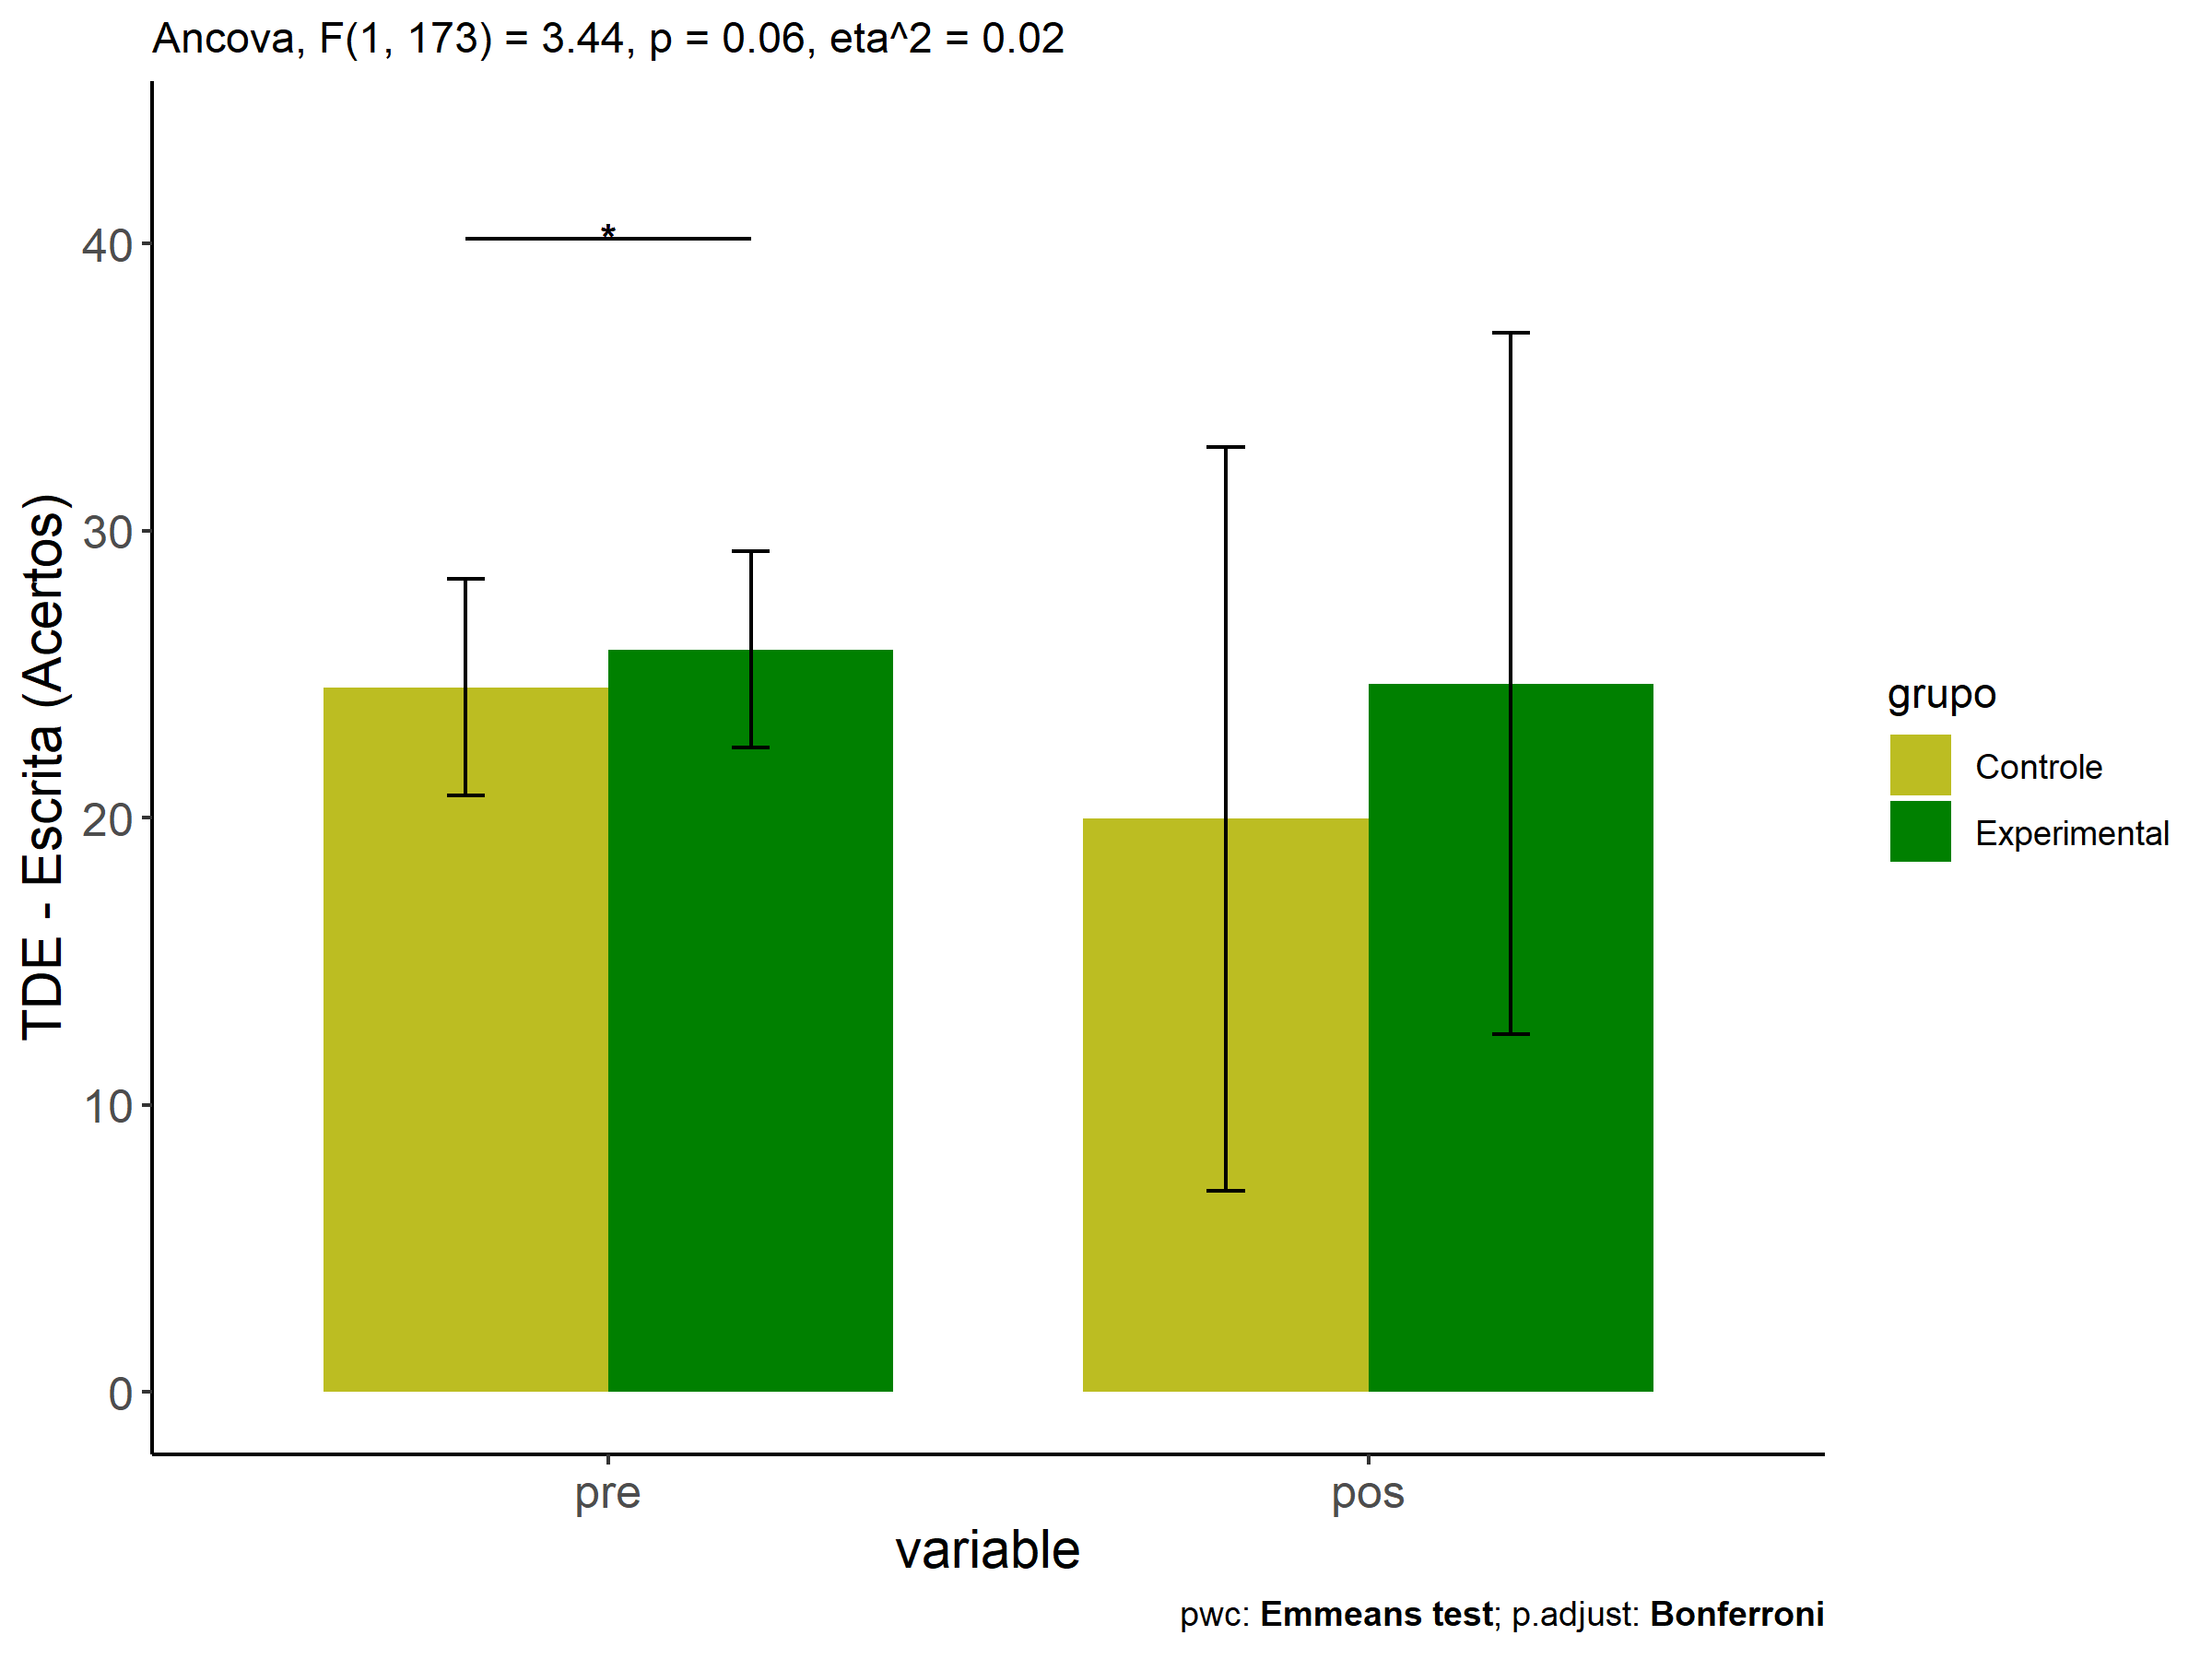 Ancova, F(1, 173) = 3.44, p = 0.06, eta^2 = 0.02
TDE - Escrita (Acertos)
40
30
20
10
0
*
pre
pos
variable
grupo
Controle
Experimental
pwc: Emmeans test; p.adjust: Bonferroni